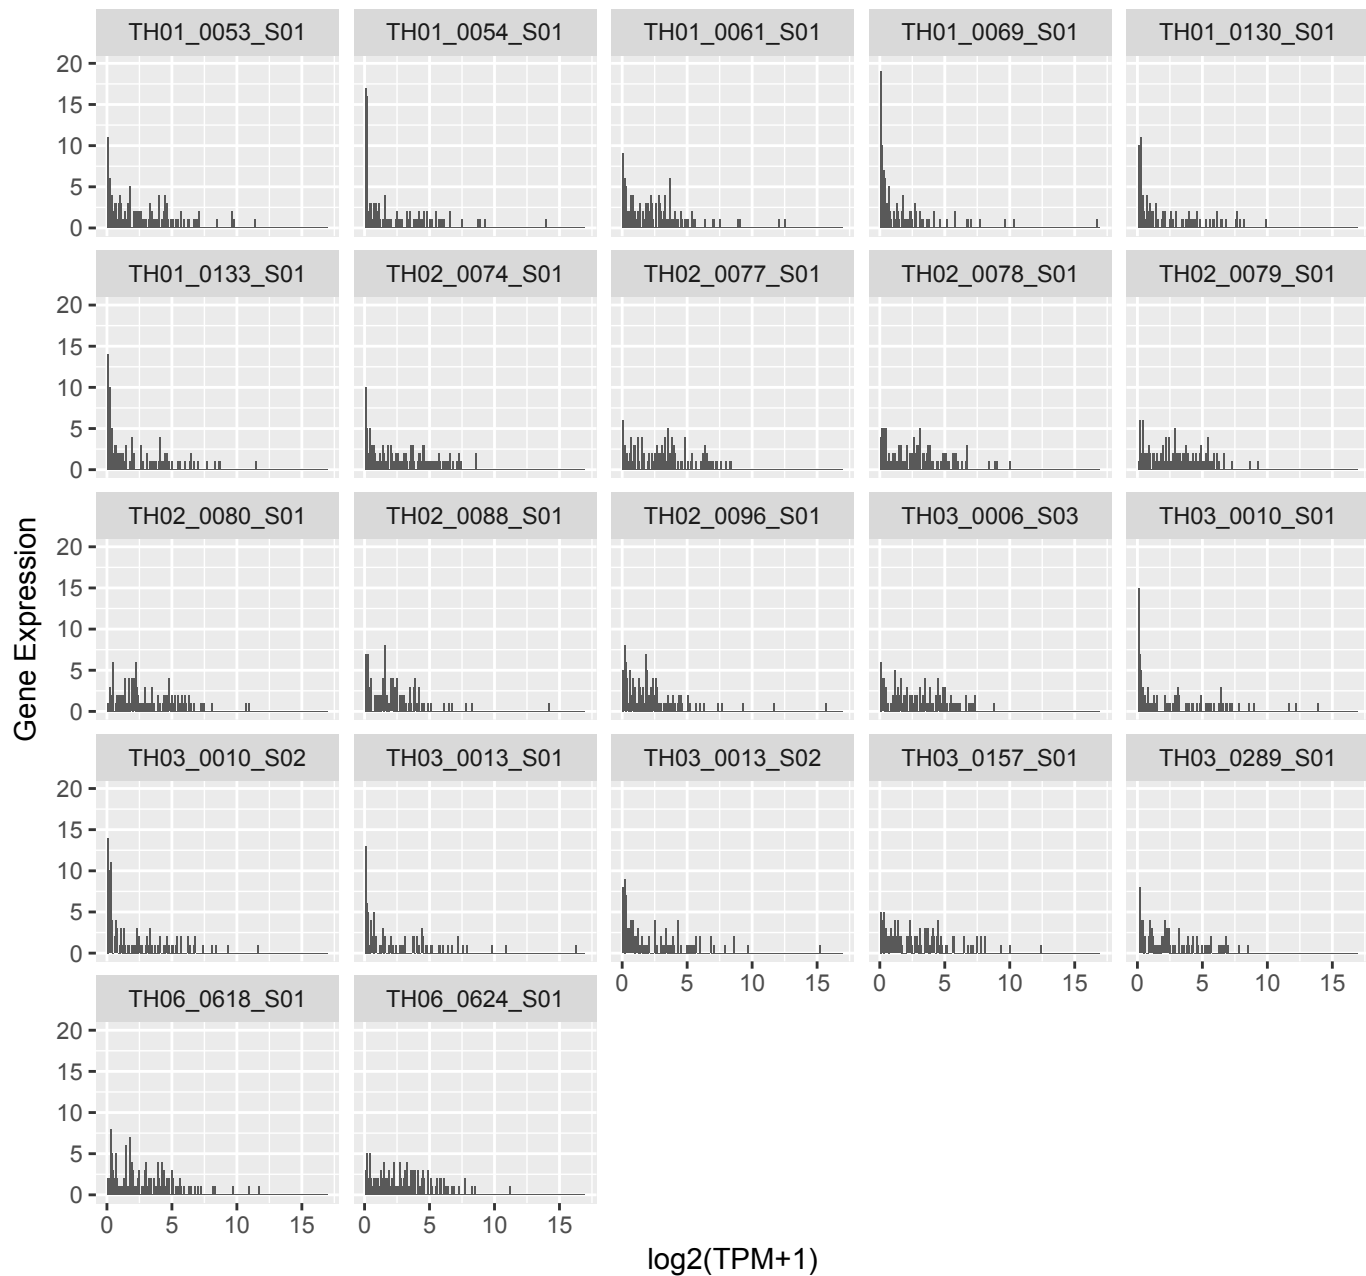 TH01_0053_S01 TH01_0054_S01 TH01_0061_S01 TH01_0069_S01 TH01_0130_S01
20
15
10
5
0
TH01_0133_S01 TH02_0074_S01 TH02_0077_S01 TH02_0078_S01 TH02_0079_S01
20
15
10
5
0
TH02_0080_S01 TH02_0088_S01 TH02_0096_S01 TH03_0006_S03 TH03_0010_S01
20
15
10
5
0
Gene Expression
TH03_0010_S02 TH03_0013_S01 TH03_0013_S02 TH03_0157_S01 TH03_0289_S01
20
15
10
5
0
0 5 10 15 0 5 10 15 0 5 10 15
TH06_0618_S01 TH06_0624_S01
20
15
10
5
0
0 5 10 15 0 5 10 15
log2(TPM+1)